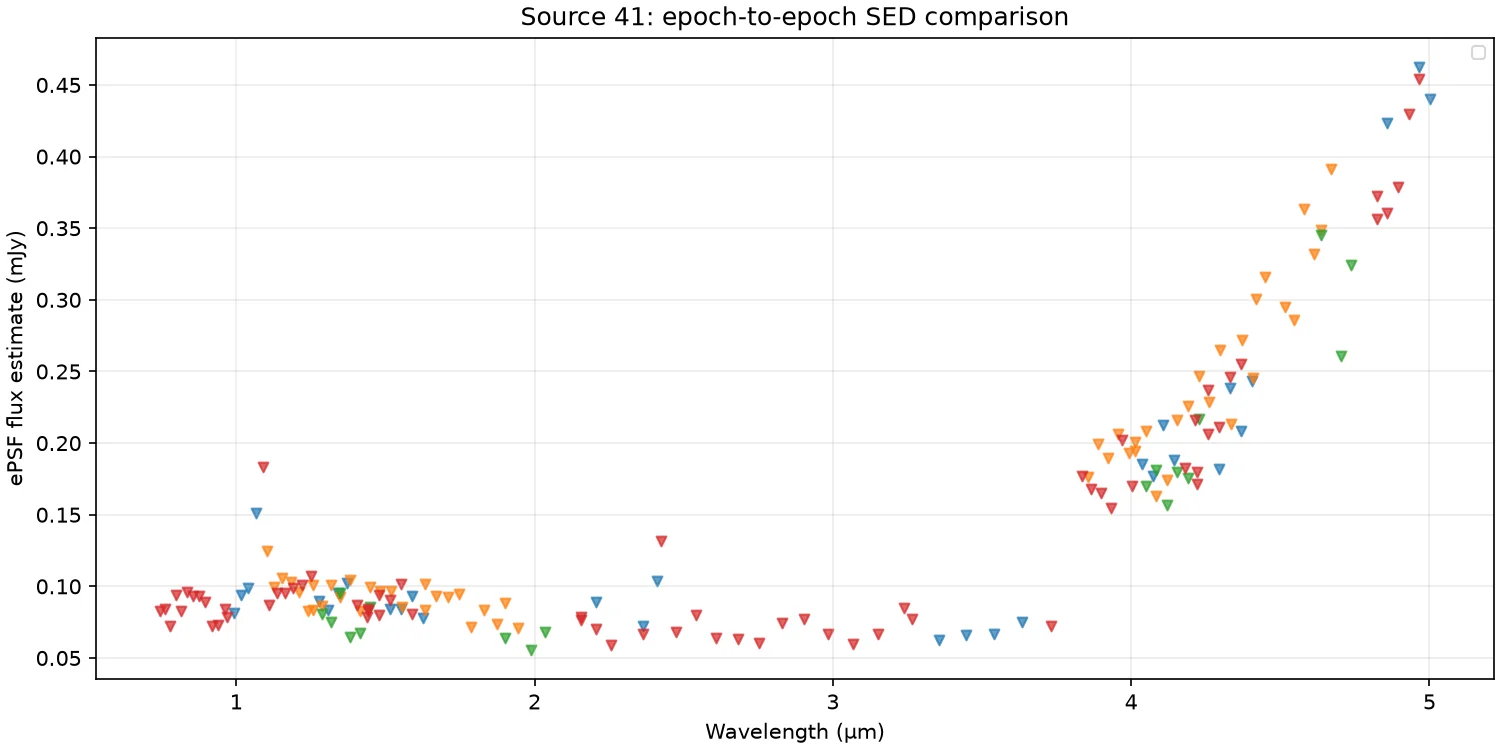 Source 41: epoch-to-epoch SED comparison
ePSF flux estimate (mJy)
0.45
0.40
0.35
0.30
0.25
0.20
0.15
0.10
0.05
1 2 3 4 5
Wavelength (µm)